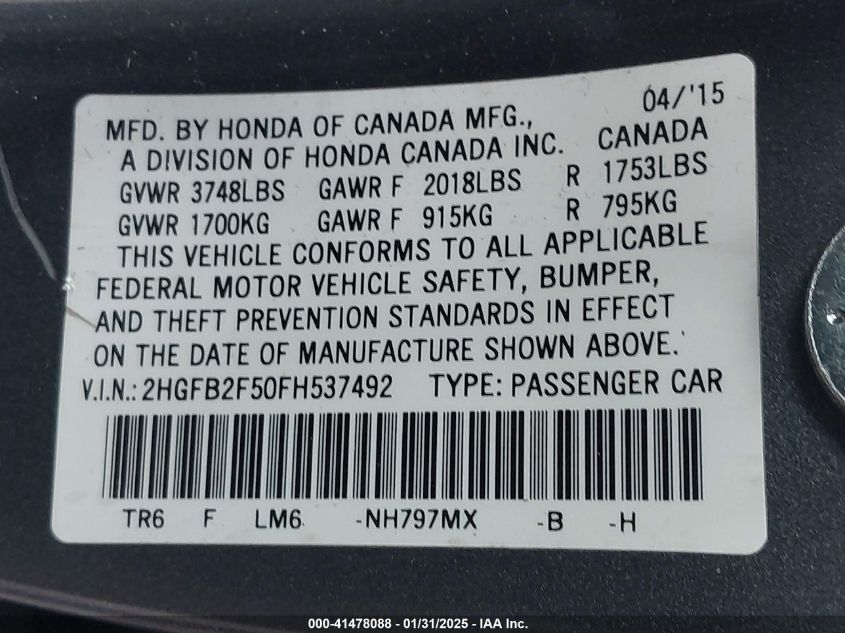 04/'15
MFD. BY HONDA OF CANADA MFG.,
A DIVISION OF HONDA CANADA INC. CANADA
GVWR 3748LBS GAWR F 2018LBS R 1753LBS
GVWR 1700KG GAWR F 915KG R 795KG
THIS VEHICLE CONFORMS TO ALL APPLICABLE
FEDERAL MOTOR VEHICLE SAFETY, BUMPER,
AND THEFT PREVENTION STANDARDS IN EFFECT
ON THE DATE OF MANUFACTURE SHOWN ABOVE.
V.I.N.: 2HGFB2F50FH537492 TYPE: PASSENGER CAR
TR6 F LM6 -NH797MX -B -H
000-41478088 - 01/31/2025 - IAA Inc.